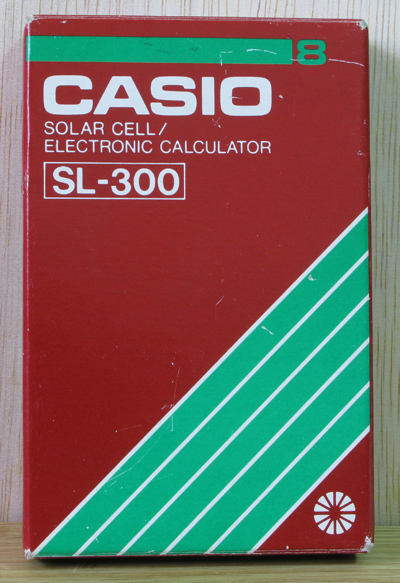 8
CASIO
SOLAR CELL/
ELECTRONIC CALCULATOR
SL-300